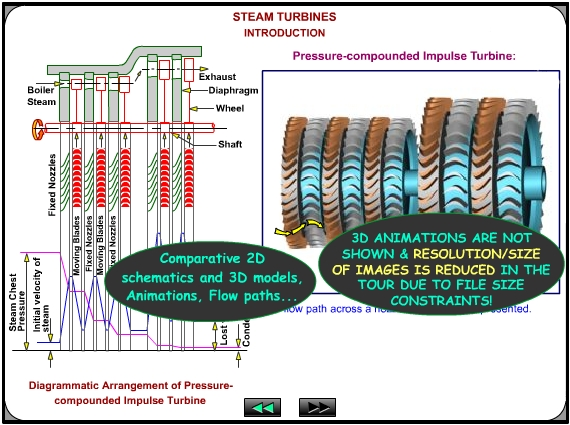 STEAM TURBINES
INTRODUCTION
Pressure-compounded Impulse Turbine:
Boiler
Steam
Exhaust
Diaphragm
Wheel
Shaft
Fixed Nozzles
Moving Blades
Fixed Nozzles
Moving Blades
Fixed Nozzles
Steam Chest
Pressure
Initial velocity of
steam
Lost
Comparative 2D
schematics and 3D models,
Animations, Flow paths...
3D ANIMATIONS ARE NOT
SHOWN & RESOLUTION/SIZE
OF IMAGES IS REDUCED IN THE
TOUR DUE TO FILE SIZE
CONSTRAINTS!
flow path across a
Diagrammatic Arrangement of Pressure-
compounded Impulse Turbine